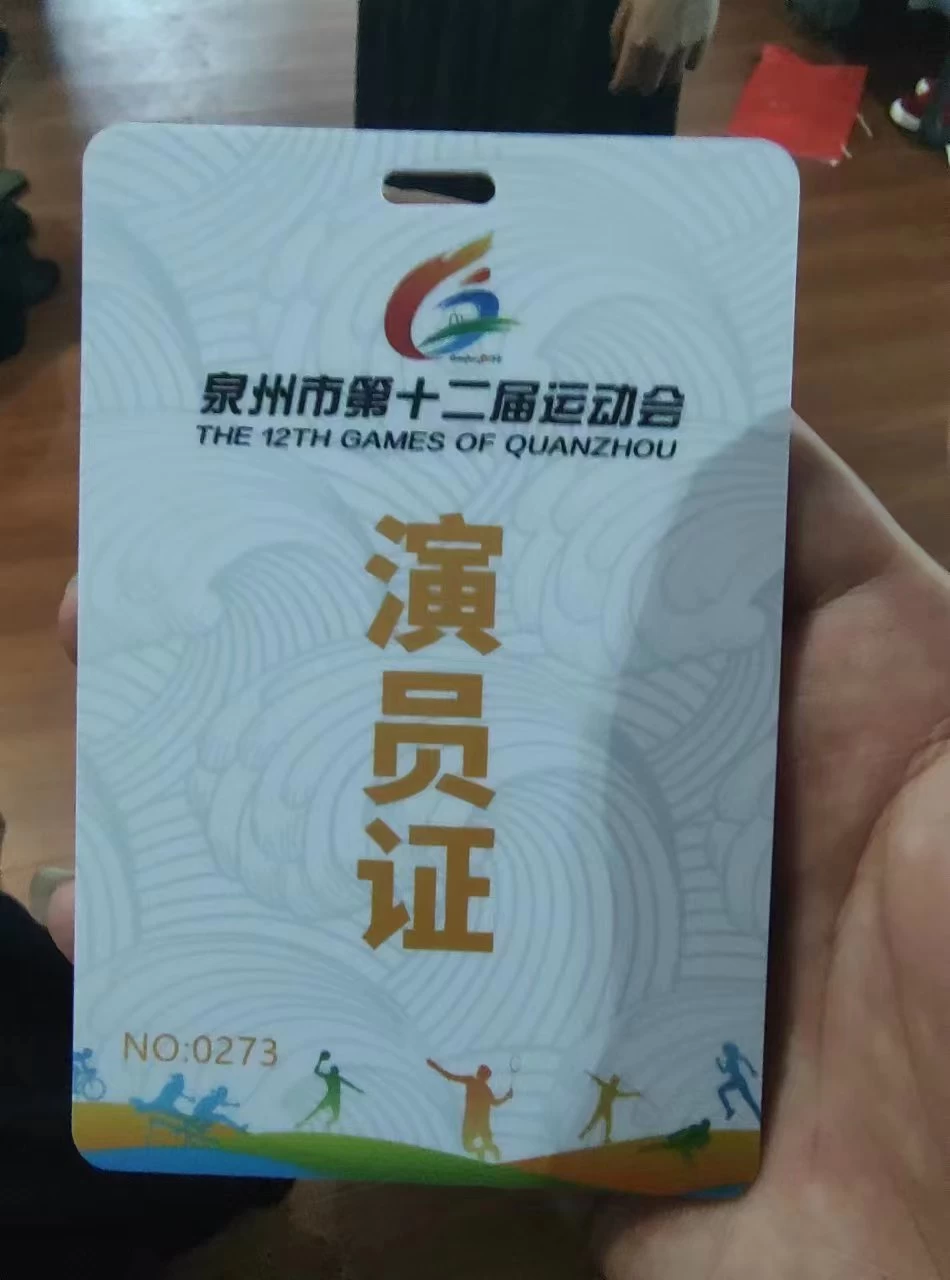 泉州市第十二届运动会
THE 12TH GAMES OF QUANZHOU
演
员
证
NO:0273